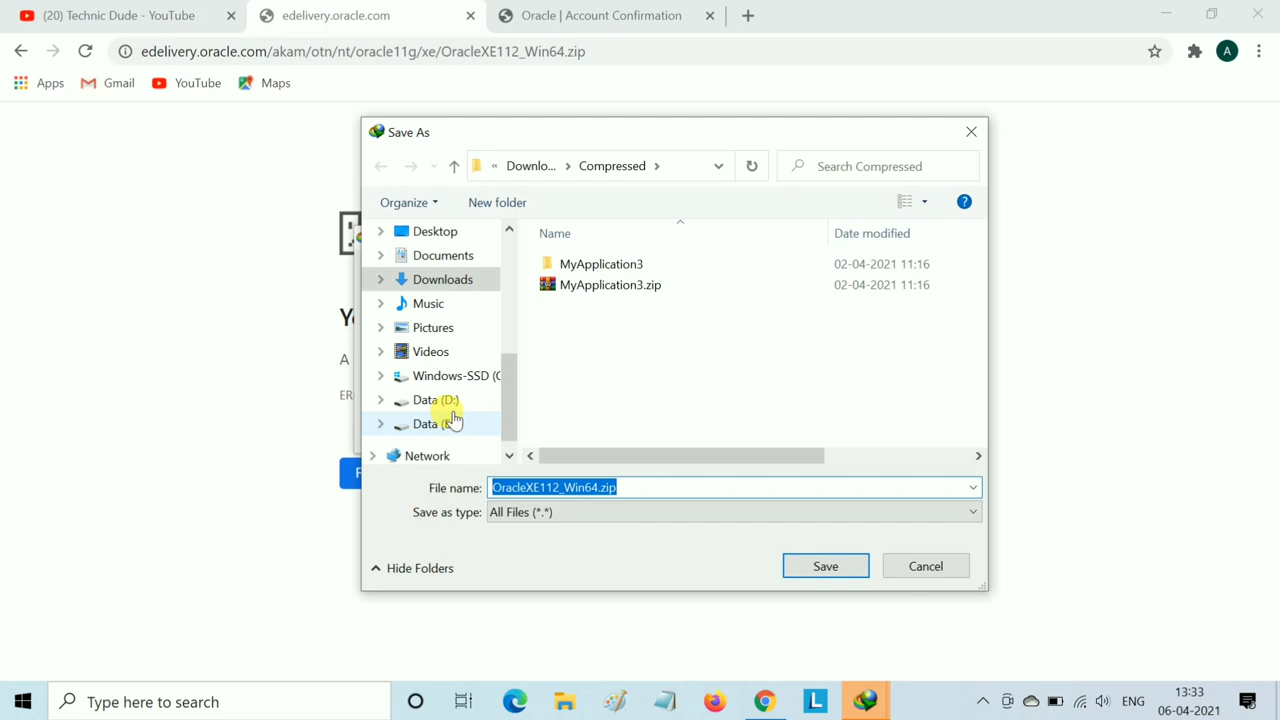 (20) Technic Dude - YouTube
edelivery.oracle.com
Oracle | Account Confirmation
edelivery.oracle.com/akam/otn/nt/oracle11g/xe/OracleXE112_Win64.zip
A
Apps
Gmail
YouTube
Maps
Save As
« Downlo... › Compressed ›
Search Compressed
Organize
New folder
?
Name
Date modified
Desktop
Documents
Downloads
Music
Pictures
Videos
Windows-SSD (C
Data (D:)
Data (E
Network
MyApplication3
02-04-2021 11:16
MyApplication3.zip
02-04-2021 11:16
Y
A
ER
File name:
OracleXE112_Win64.zip
Save as type:
All Files (*.*)
Hide Folders
Save
Cancel
Type here to search
L
ENG
13:33
06-04-2021